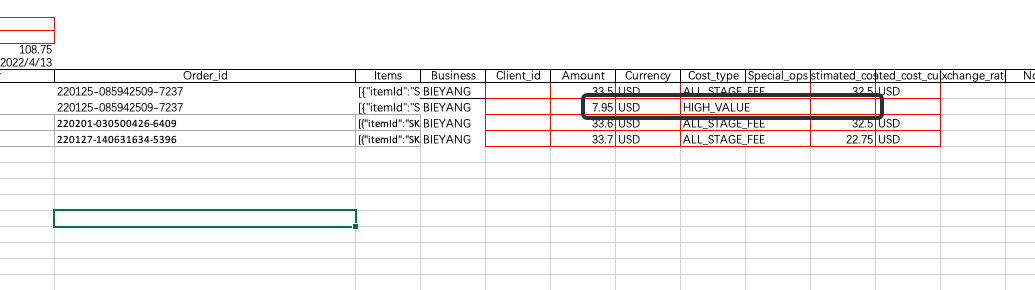 108.75
2022/4/13
Order_id Items Business Client_id Amount Currency Cost_type Special_ops stimated_cos ated_cost_cu xchange_rat No
220125-085942509-7237 [{"itemId":"S BIEYANG 33.5 USD ALL_STAGE_FEE 32.5 USD
220125-085942509-7237 [{"itemId":"S BIEYANG 7.95 USD HIGH_VALUE
220201-030500426-6409 [{"itemId":"SK BIEYANG 33.6 USD ALL_STAGE_FEE 32.5 USD
220127-140631634-5396 [{"itemId":"SK BIEYANG 33.7 USD ALL_STAGE_FEE 22.75 USD